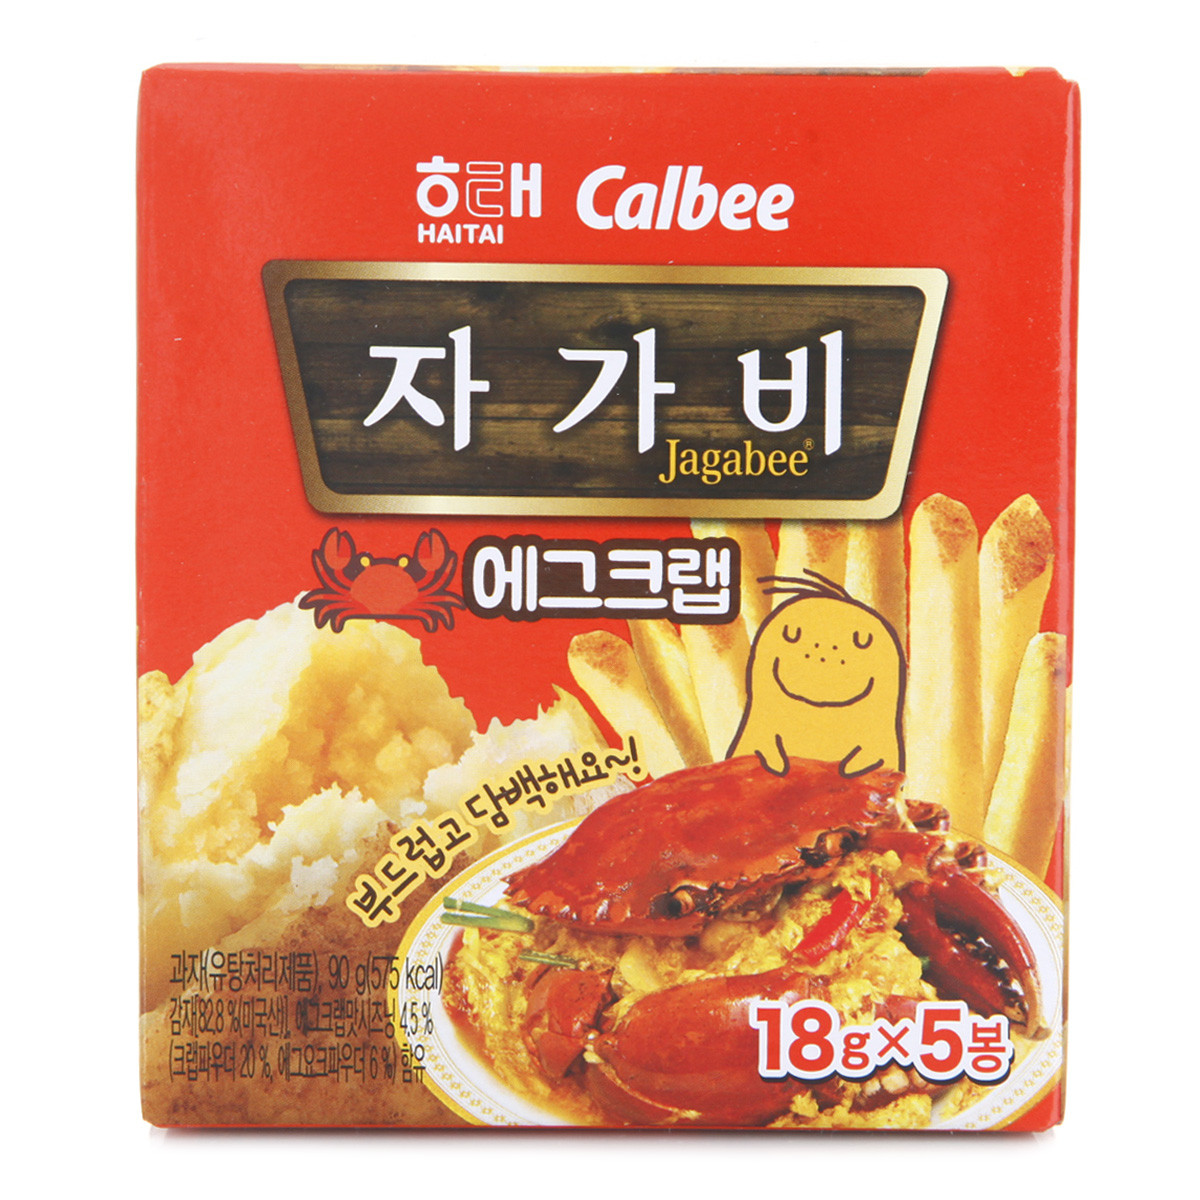 해태 Calbee
HAITAI
자가비
Jagabee®
에그크랩
부드럽고 담백해요~!
과자(유탕처리제품), 90 g(575 kcal)
감자[82.8 %(미국산)], 에그크랩맛시즈닝 4.5 %
(크랩파우더 20 %, 에그요크파우더 6 %) 함유
18g×5봉